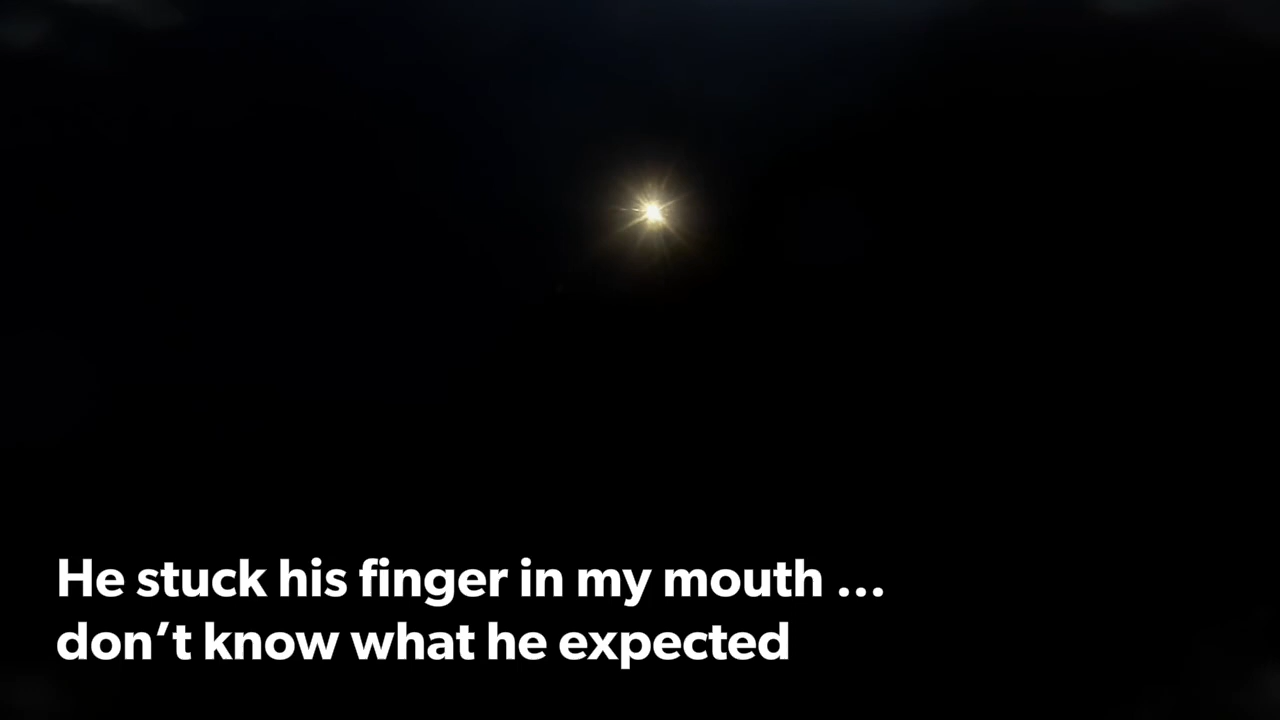 He stuck his finger in my mouth …
don’t know what he expected